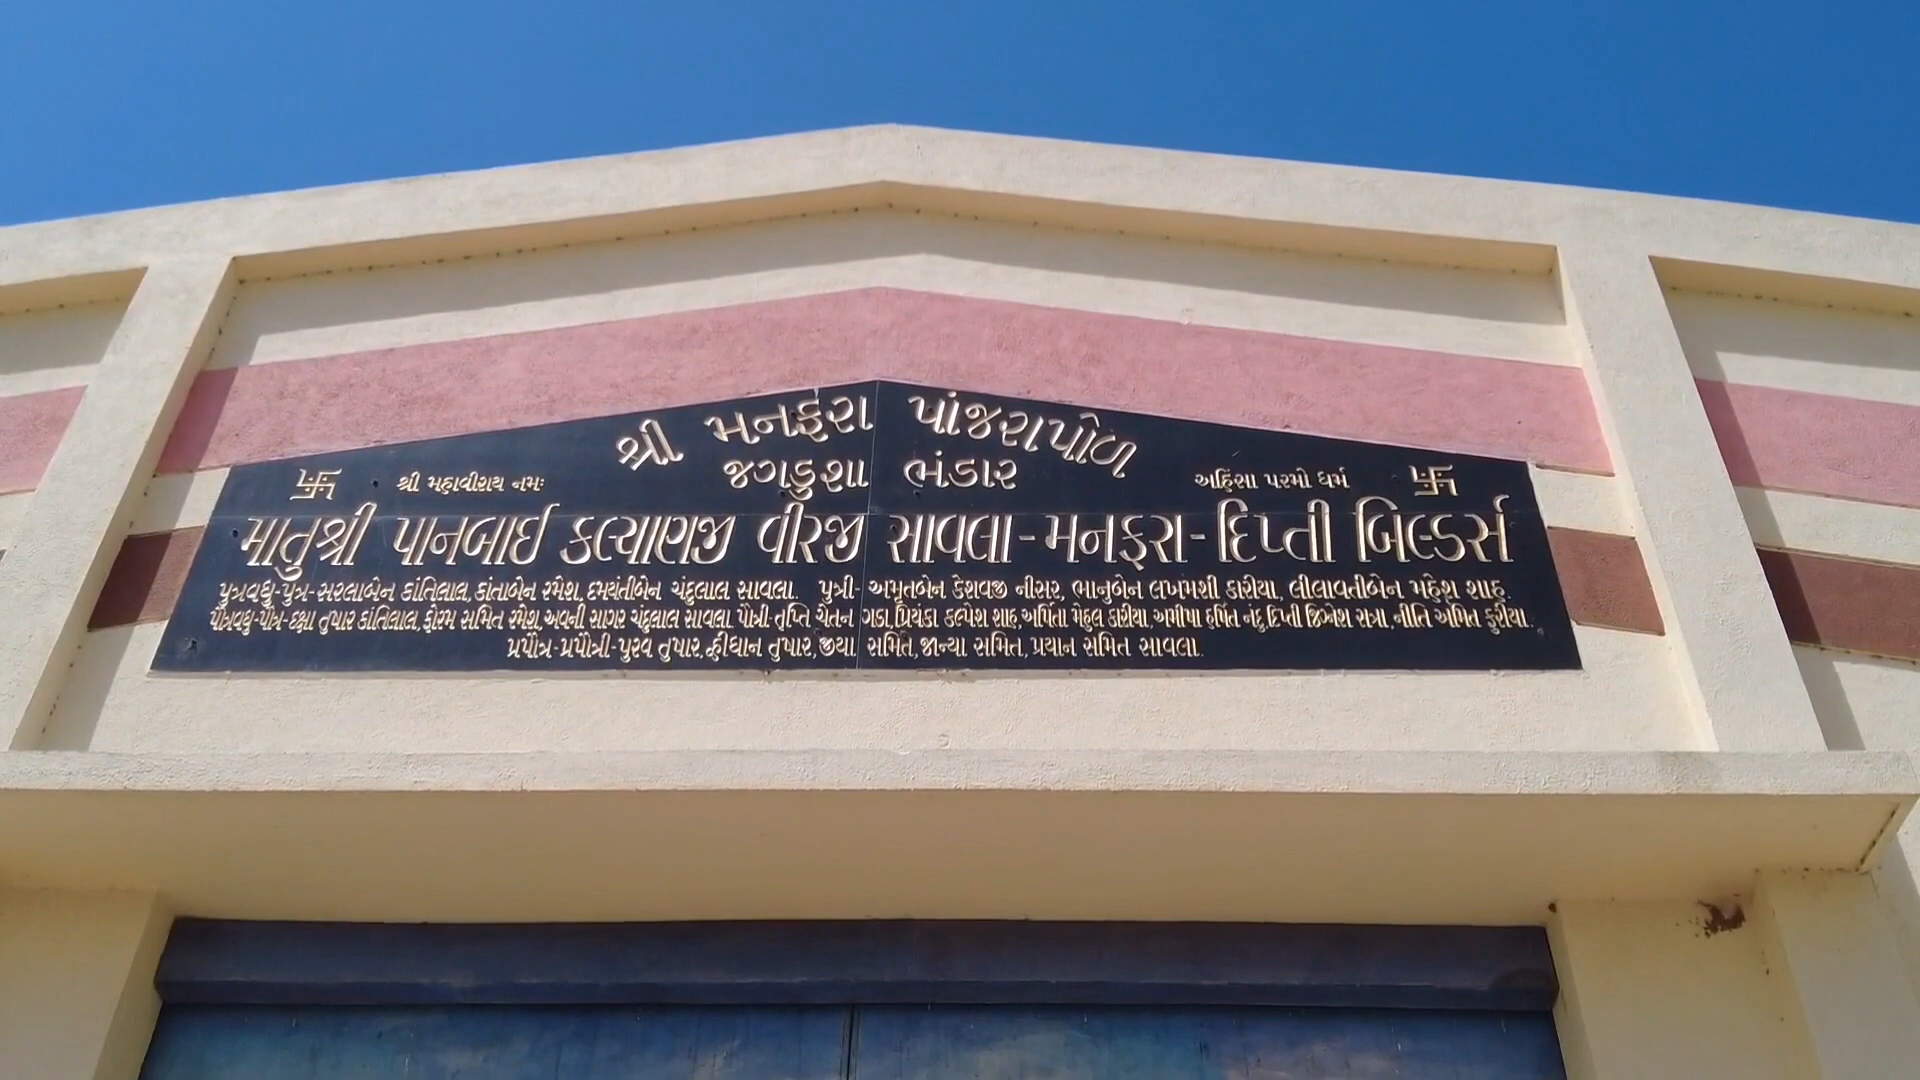 શ્રી મનફરા પાંજરાપોળ
જગડુશા ભંડાર
શ્રી મહાવીરાય નમઃ
અહિંસા પરમો ધર્મ
માતુશ્રી પાનબાઈ કલ્યાણજી વીરજી સાવલા-મનફરા-દિપ્તી બિલ્ડર્સ
પુત્રવધુ-પુત્ર-સરલાબેન કાંતિલાલ, કાંતાબેન રમેશ, દમયંતીબેન ચંદુલાલ સાવલા. પુત્રી- અમૃતબેન કેશવજી નીસર, ભાનુબેન લખમશી કારીયા, લીલાવતીબેન મહેશ શાહ.
પૌત્રવધુ-પૌત્ર-દક્ષા તુષાર કાંતિલાલ, ફોરમ સમિત રમેશ, અવની સાગર ચંદુલાલ સાવલા. પૌત્રી-તૃપ્તિ ચેતન ગડા, પ્રિયંકા કલ્પેશ શાહ, અર્પિતા મેહુલ કારીયા, અમીષા હર્ષિત નંદુ, દિપ્તી જિગ્નેશ સત્રા, નીતિ અમિત કુરીયા.
પ્રપૌત્ર-પ્રપૌત્રી-પુરવ તુષાર, હ્રીધાન તુષાર, જીયા સમિત, જાન્યા સમિત, પ્રયાન સમિત સાવલા.